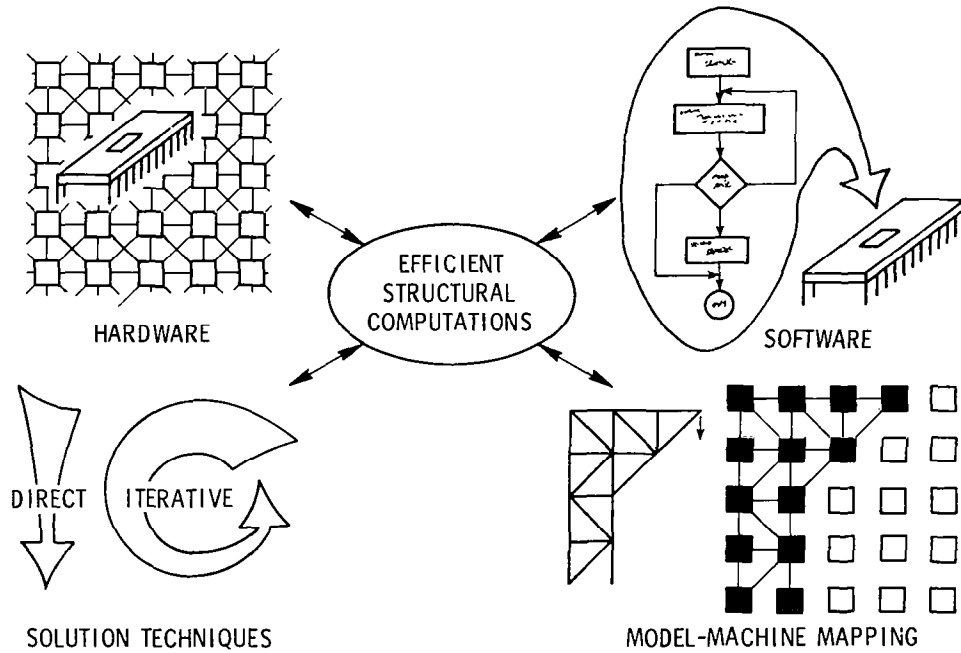 HARDWARE
EFFICIENT
STRUCTURAL
COMPUTATIONS
SOFTWARE
DIRECT
ITERATIVE
SOLUTION TECHNIQUES
MODEL-MACHINE MAPPING